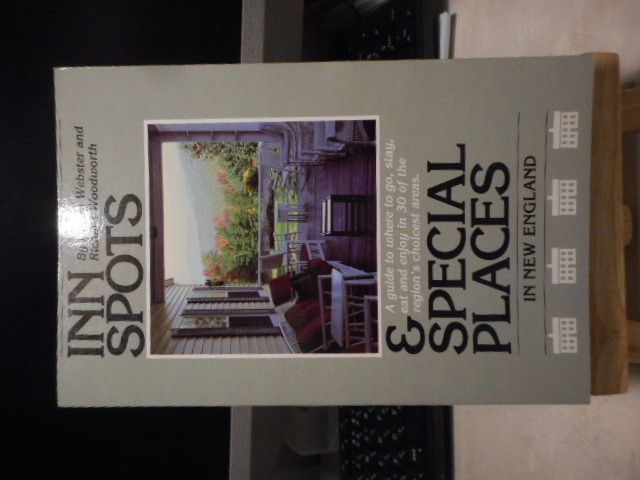 INN
SPOTS
By Webster and
Richard Woodworth
& SPECIAL
PLACES
A guide to where to go, stay,
eat and enjoy in 30 of the
region's choicest areas.
IN NEW ENGLAND